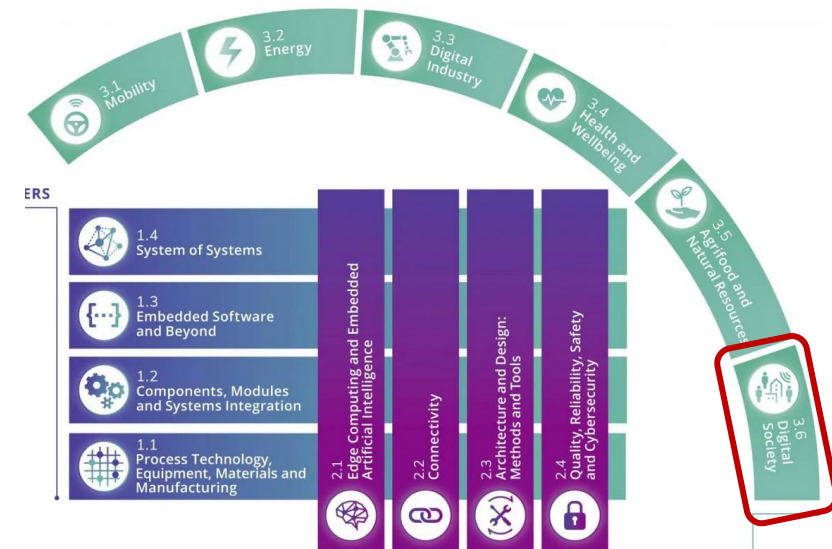 3.1
Mobility
3.2
Energy
3.3
Digital
Industry
3.4
Health and
Wellbeing
3.5
Agrifood and
Natural Resources
3.6
Digital
Society
ERS
1.4
System of Systems
1.3
Embedded Software
and Beyond
1.2
Components, Modules
and Systems Integration
1.1
Process Technology,
Equipment, Materials and
Manufacturing
2.1
Edge Computing and Embedded
Artificial Intelligence
2.2
Connectivity
2.3
Architecture and Design:
Methods and Tools
2.4
Quality, Reliability, Safety
and Cybersecurity